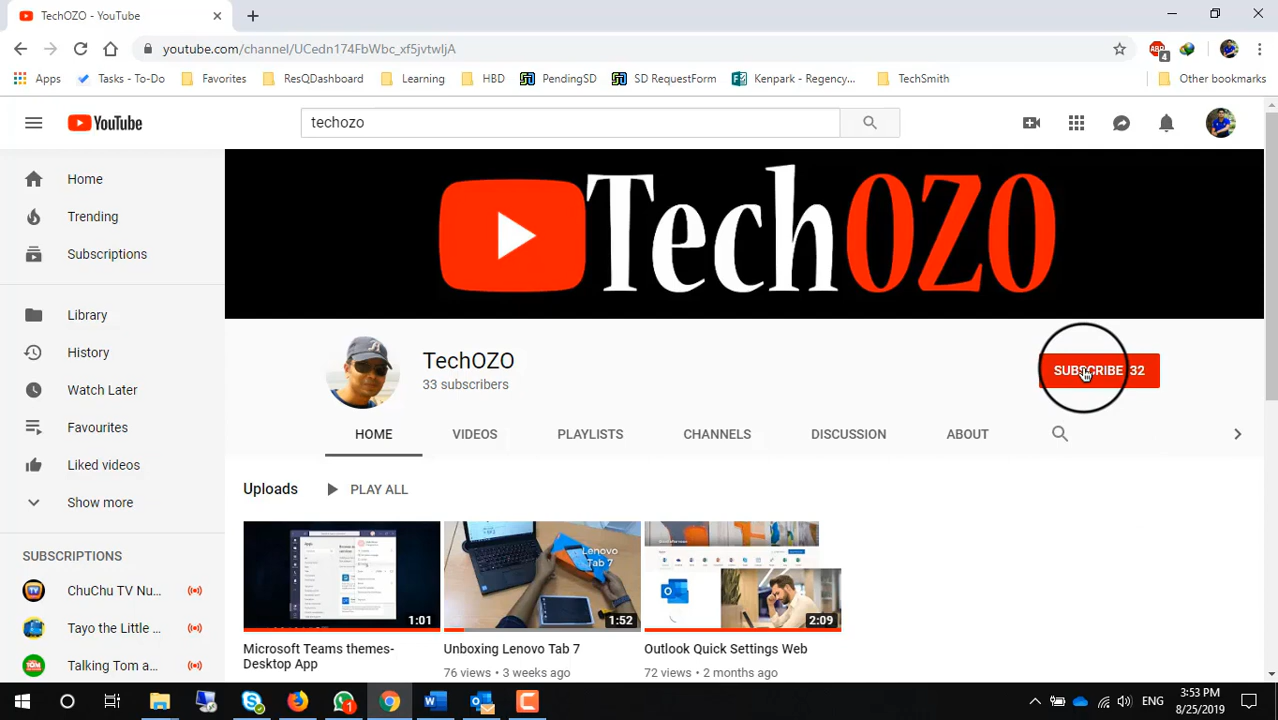 TechOZO - YouTube
youtube.com/channel/UCedn174FbWbc_xf5jvtwljA
4
Apps Tasks - To-Do Favorites ResQDashboard Learning HBD PendingSD SD RequestForm Kenpark - Regency... TechSmith Other bookmarks
YouTube
techozo
Home
Trending
Subscriptions
Library
History
Watch Later
Favourites
Liked videos
Show more
SUBSCRIPTIONS
ChuChu TV Nu...
Tayo the Little ...
Talking Tom a...
TechOZO
TechOZO
33 subscribers
SUBSCRIBE 32
HOME VIDEOS PLAYLISTS CHANNELS DISCUSSION ABOUT
Uploads PLAY ALL
1:01
Microsoft Teams themes-
Desktop App
Lenovo
Tab 7
1:52
Unboxing Lenovo Tab 7
76 views • 3 weeks ago
2:09
Outlook Quick Settings Web
72 views • 2 months ago
1
ENG
3:53 PM
8/25/2019